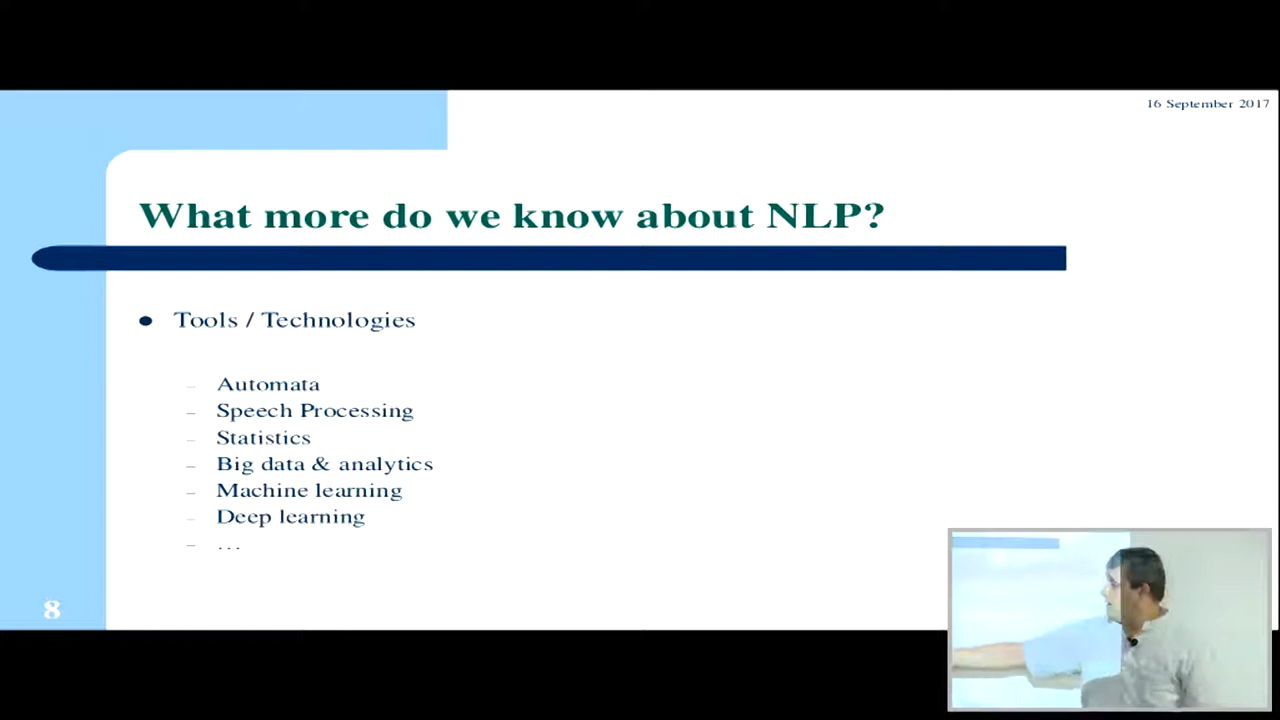 16 September 2017
What more do we know about NLP?
● Tools / Technologies
– Automata
– Speech Processing
– Statistics
– Big data & analytics
– Machine learning
– Deep learning
– …
8